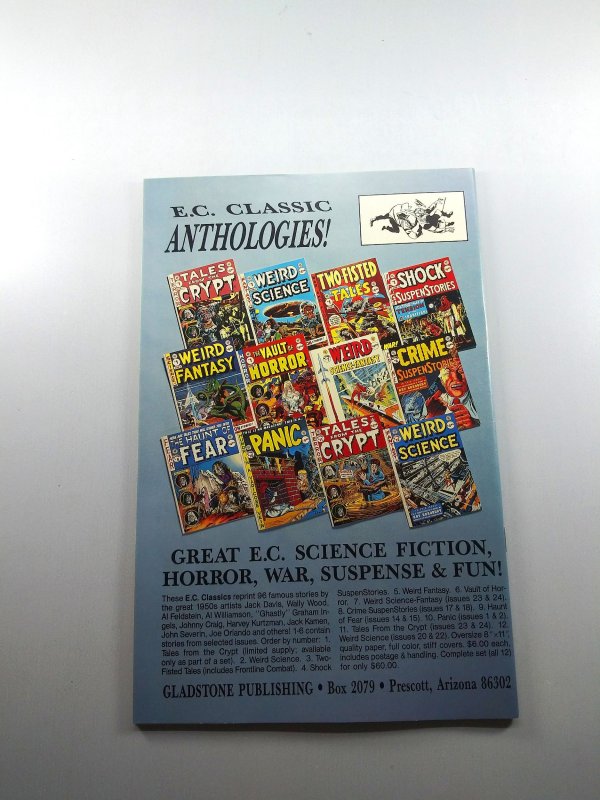 E.C. CLASSIC
ANTHOLOGIES!
TALES
FROM THE
CRYPT
WEIRD
SCIENCE
TWO-FISTED
TALES
SHOCK
SUSPENSTORIES
WEIRD
FANTASY
THE VAULT OF
HORROR
WEIRD
SCIENCE-FANTASY
CRIME
SUSPENSTORIES
THE HAUNT OF
FEAR
PANIC
TALES
FROM THE
CRYPT
WEIRD
SCIENCE
GREAT E.C. SCIENCE FICTION,
HORROR, WAR, SUSPENSE & FUN!
These E.C. Classics reprint 96 famous stories by
the great 1950s artists Jack Davis, Wally Wood,
Al Feldstein, Al Williamson, "Ghastly" Graham In-
gels, Johnny Craig, Harvey Kurtzman, Jack Kamen,
John Severin, Joe Orlando and others! 1-6 contain
stories from selected issues. Order by number: 1.
Tales from the Crypt (limited supply; available
only as part of a set). 2. Weird Science. 3. Two-
Fisted Tales (includes Frontline Combat). 4. Shock
SuspenStories. 5. Weird Fantasy. 6. Vault of Hor-
ror. 7. Weird Science-Fantasy (issues 23 & 24).
8. Crime SuspenStories (issues 17 & 18). 9. Haunt
of Fear (issues 14 & 15). 10. Panic (issues 1 & 2).
11. Tales From the Crypt (issues 23 & 24). 12.
Weird Science (issues 20 & 22). Oversize 8" x 11",
quality paper, full color, stiff covers. $6.00 each,
includes postage & handling. Complete set (all 12)
for only $60.00.
GLADSTONE PUBLISHING • Box 2079 • Prescott, Arizona 86302